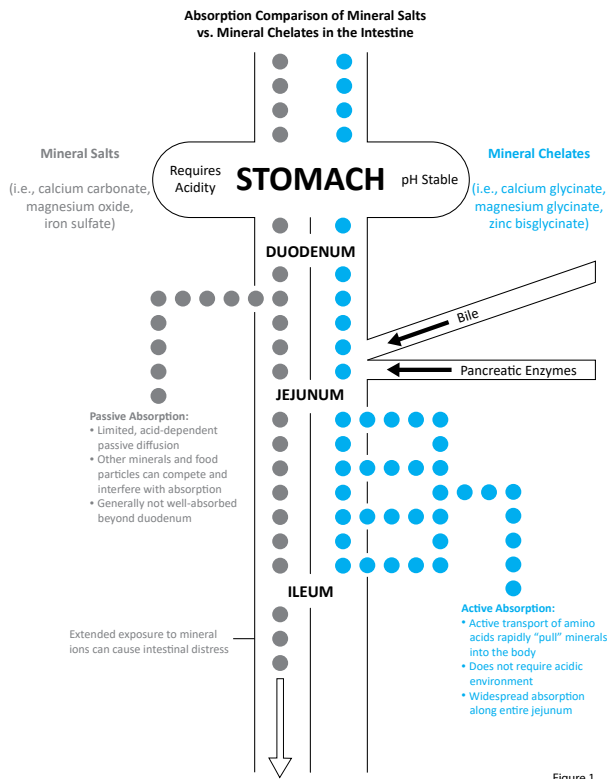 Absorption Comparison of Mineral Salts
vs. Mineral Chelates in the Intestine
Mineral Salts
(i.e., calcium carbonate,
magnesium oxide,
iron sulfate)
Requires
Acidity
STOMACH
pH Stable
Mineral Chelates
(i.e., calcium glycinate,
magnesium glycinate,
zinc bisglycinate)
DUODENUM
Bile
Pancreatic Enzymes
JEJUNUM
Passive Absorption:
• Limited, acid-dependent
passive diffusion
• Other minerals and food
particles can compete and
interfere with absorption
• Generally not well-absorbed
beyond duodenum
ILEUM
Active Absorption:
• Active transport of amino
acids rapidly “pull” minerals
into the body
• Does not require acidic
environment
• Widespread absorption
along entire jejunum
Extended exposure to mineral
ions can cause intestinal distress
Figure 1